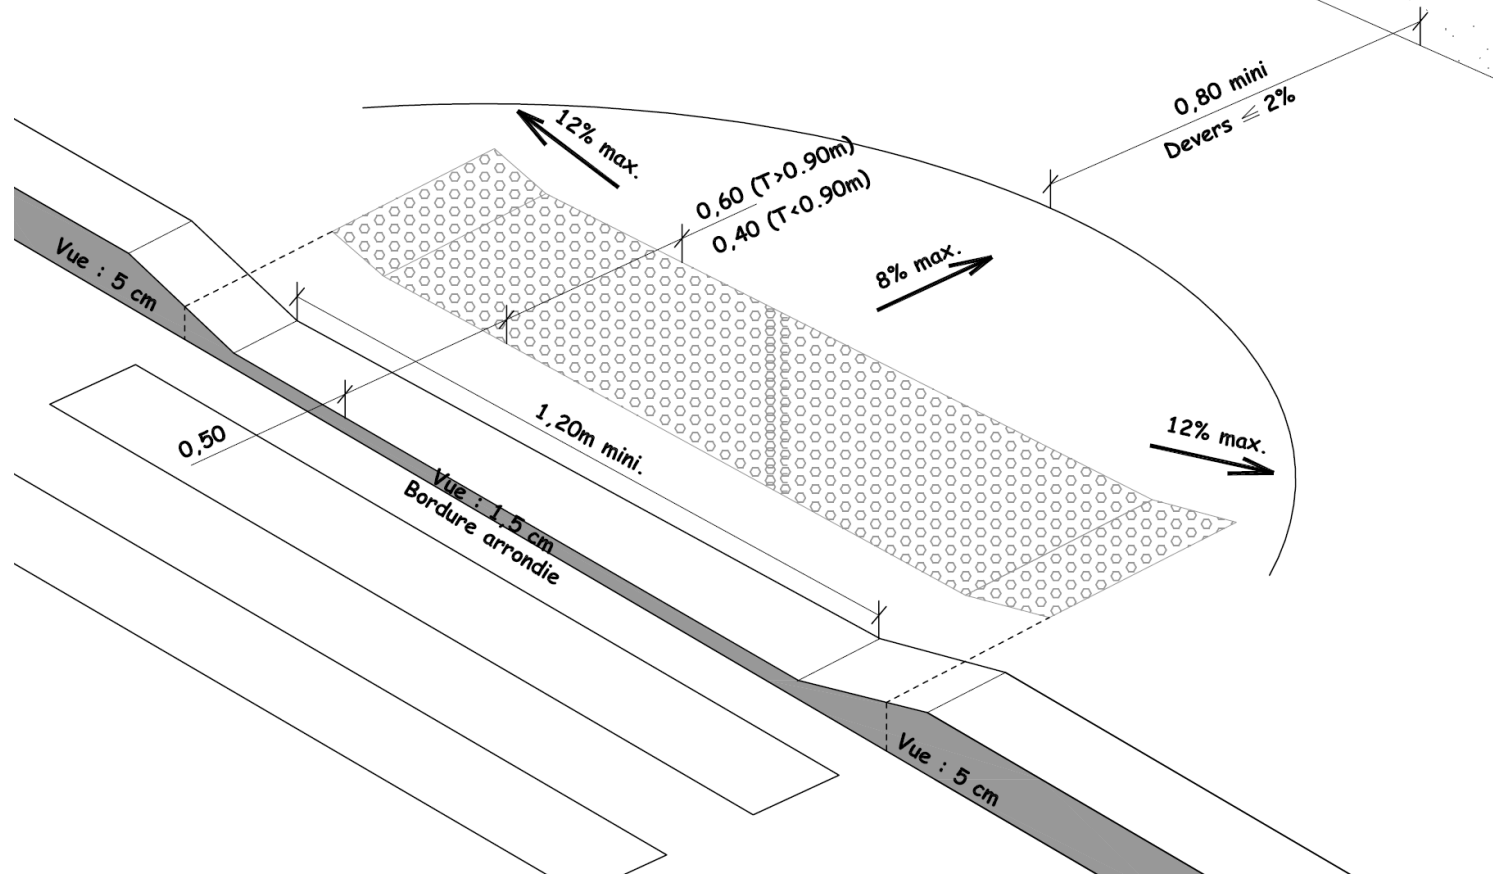 0,80 mini
Devers ≤ 2%
12% max.
0,60 (T>0.90m)
0,40 (T<0.90m)
8% max.
Vue : 5 cm
12% max.
0,50
1,20m mini.
Vue : 1,5 cm
Bordure arrondie
Vue : 5 cm